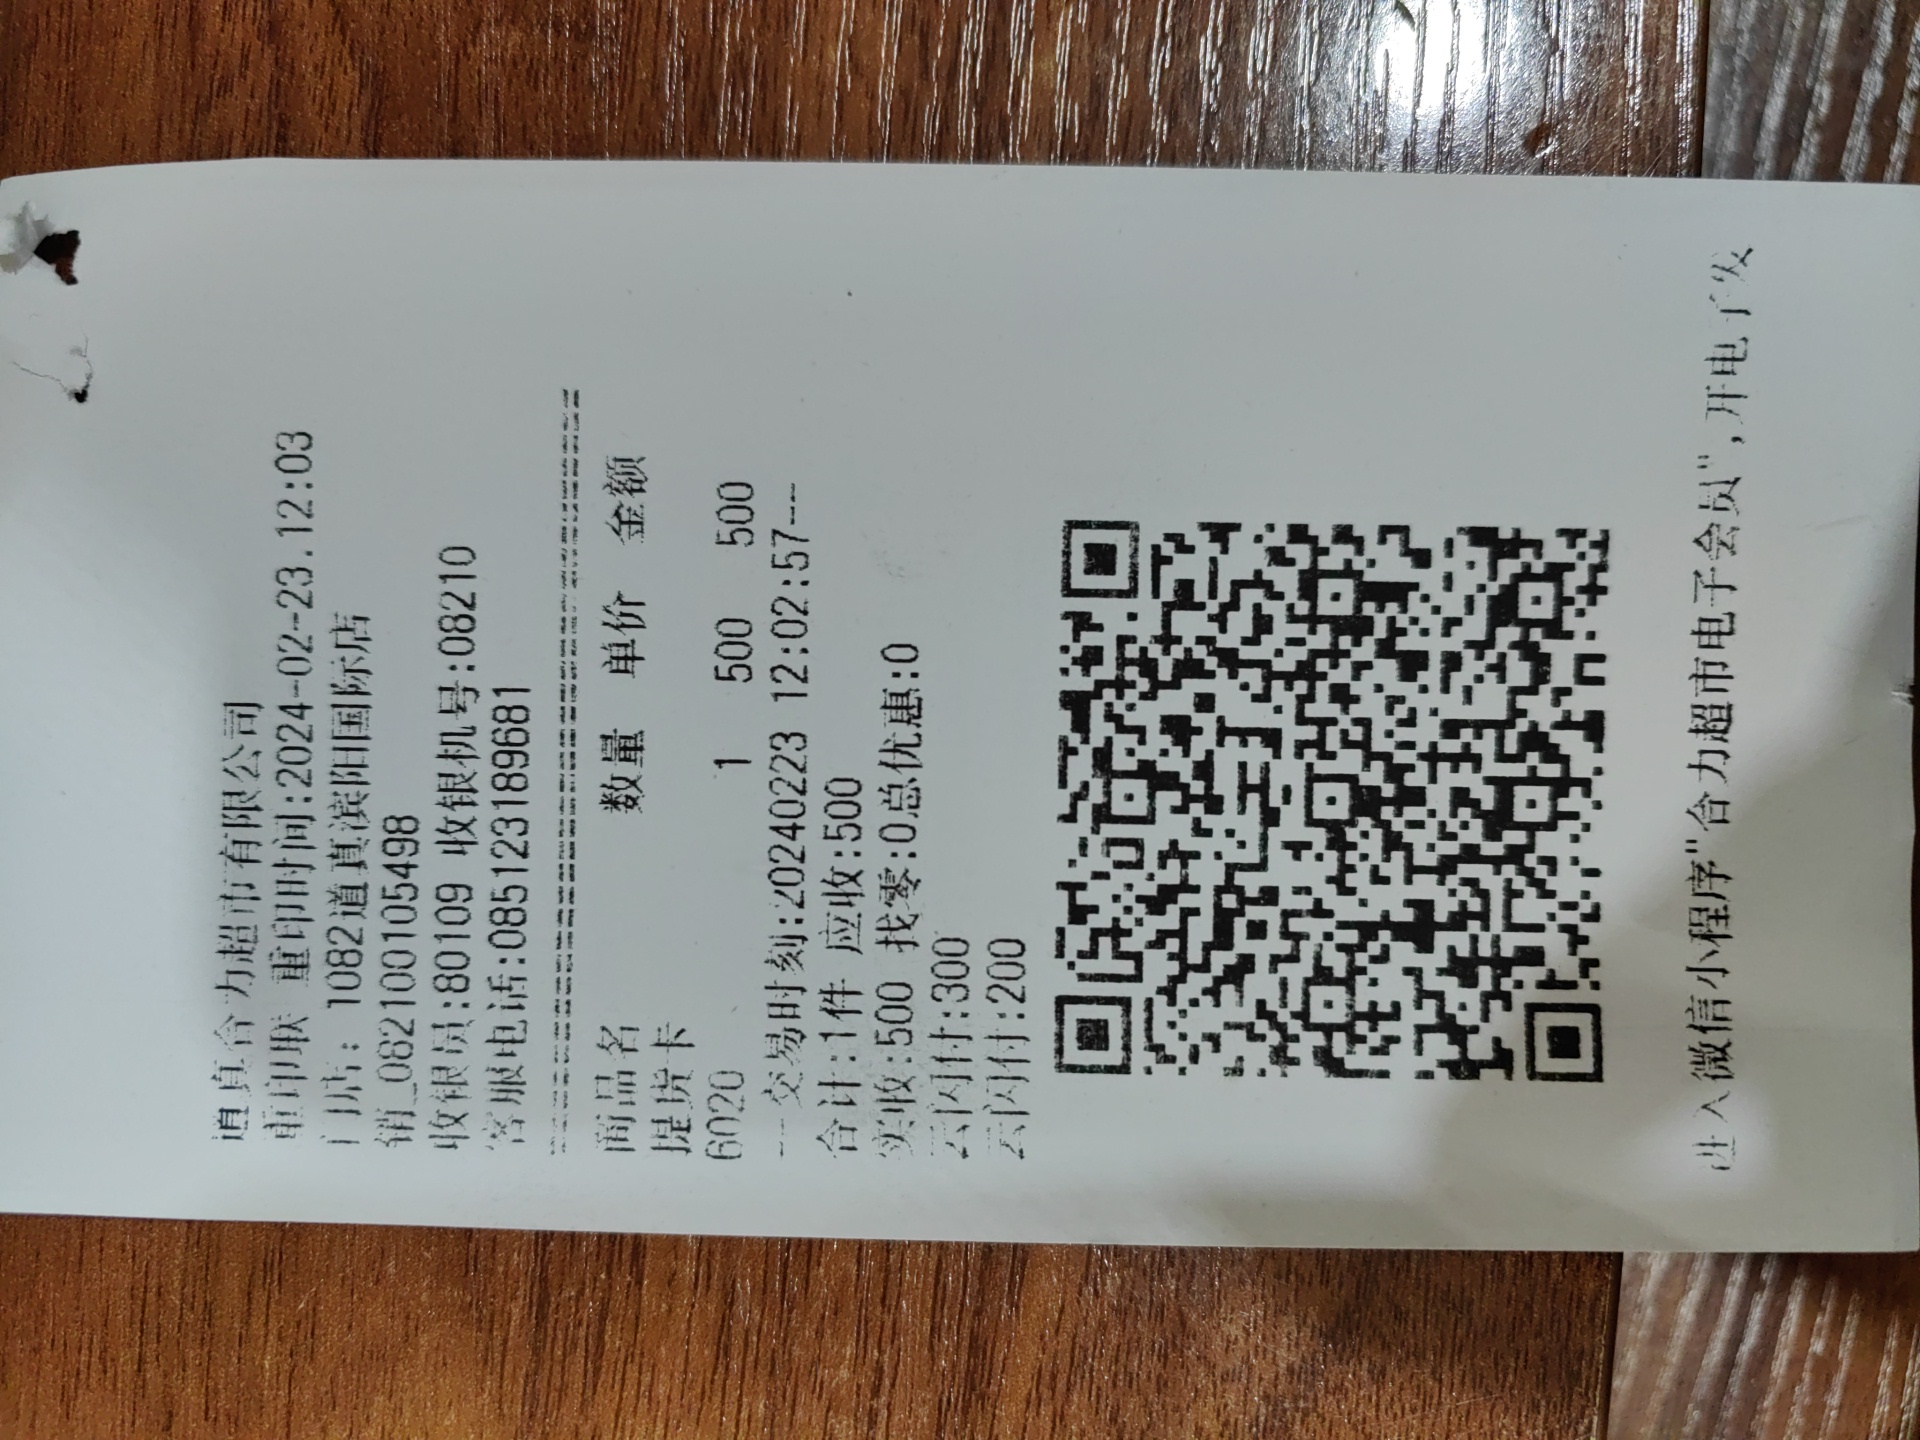 道真合力超市有限公司
重印联 重印时间:2024-02-23.12:03
门店: 1082道真滨阳国际店
销_082100105498
收银员:80109 收银机号:08210
客服电话:085123189681
商品名 数量 单价 金额
提货卡
6020 1 500 500
--交易时刻:20240223 12:02:57--
合计:1件 应收:500
实收:500 找零:0总优惠:0
云闪付:300
云闪付:200
进入微信小程序"合力超市电子会员",开电子发